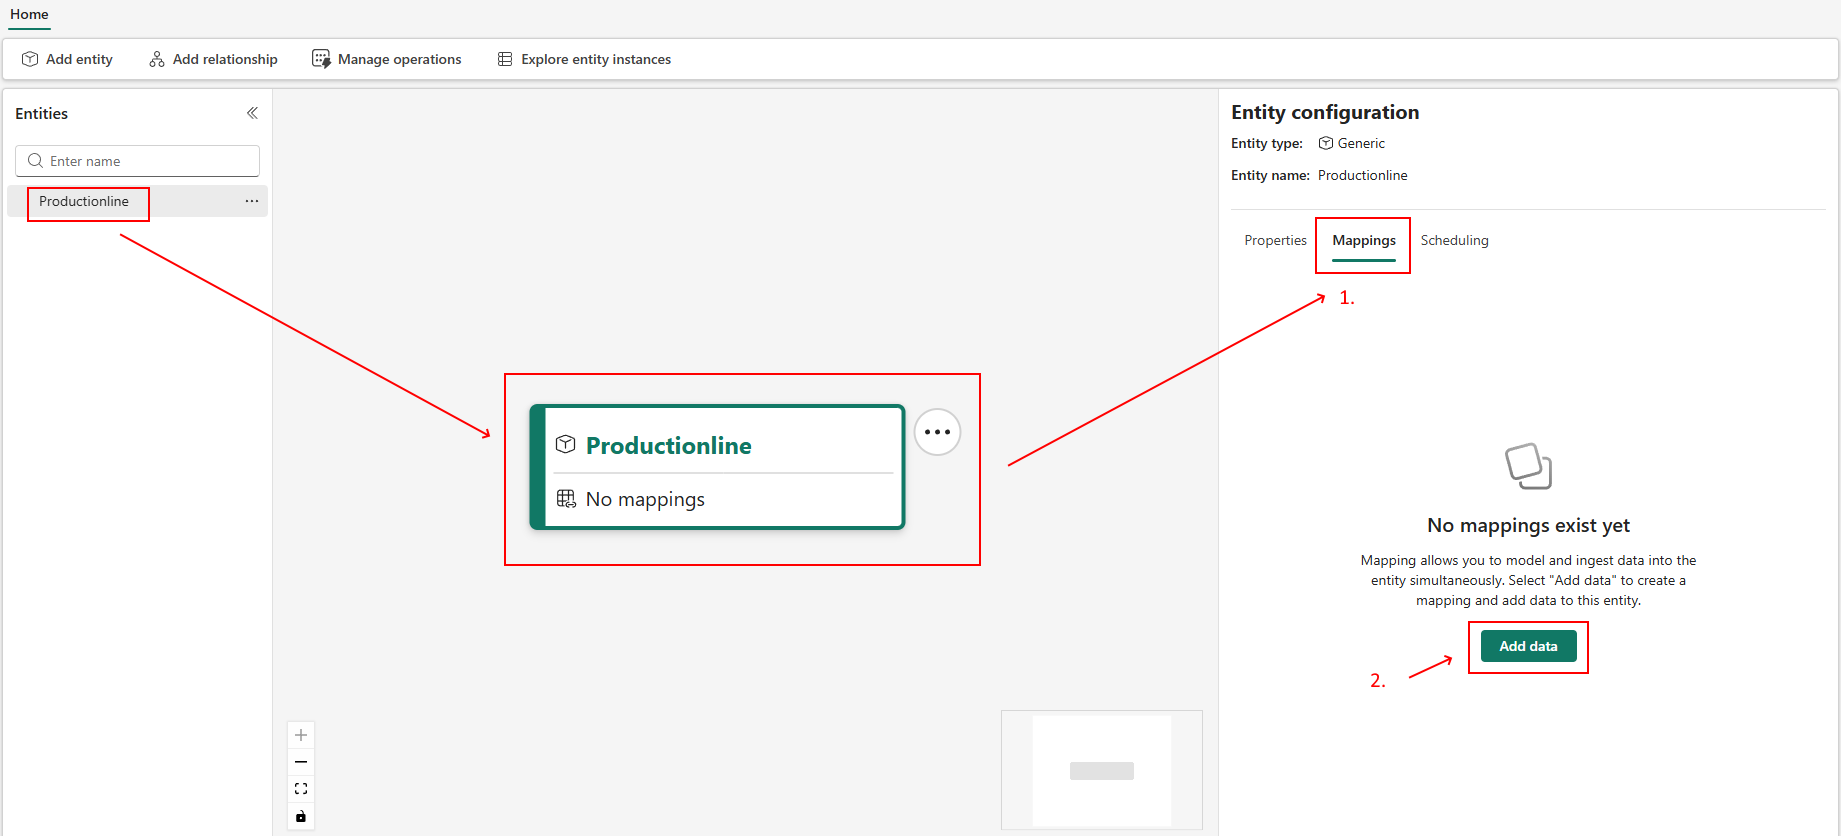 Home
Add entity
Add relationship
Manage operations
Explore entity instances
Entities
Enter name
Productionline
Productionline
No mappings
Entity configuration
Entity type: Generic
Entity name: Productionline
Properties
Mappings
Scheduling
1.
No mappings exist yet
Mapping allows you to model and ingest data into the
entity simultaneously. Select "Add data" to create a
mapping and add data to this entity.
Add data
2.